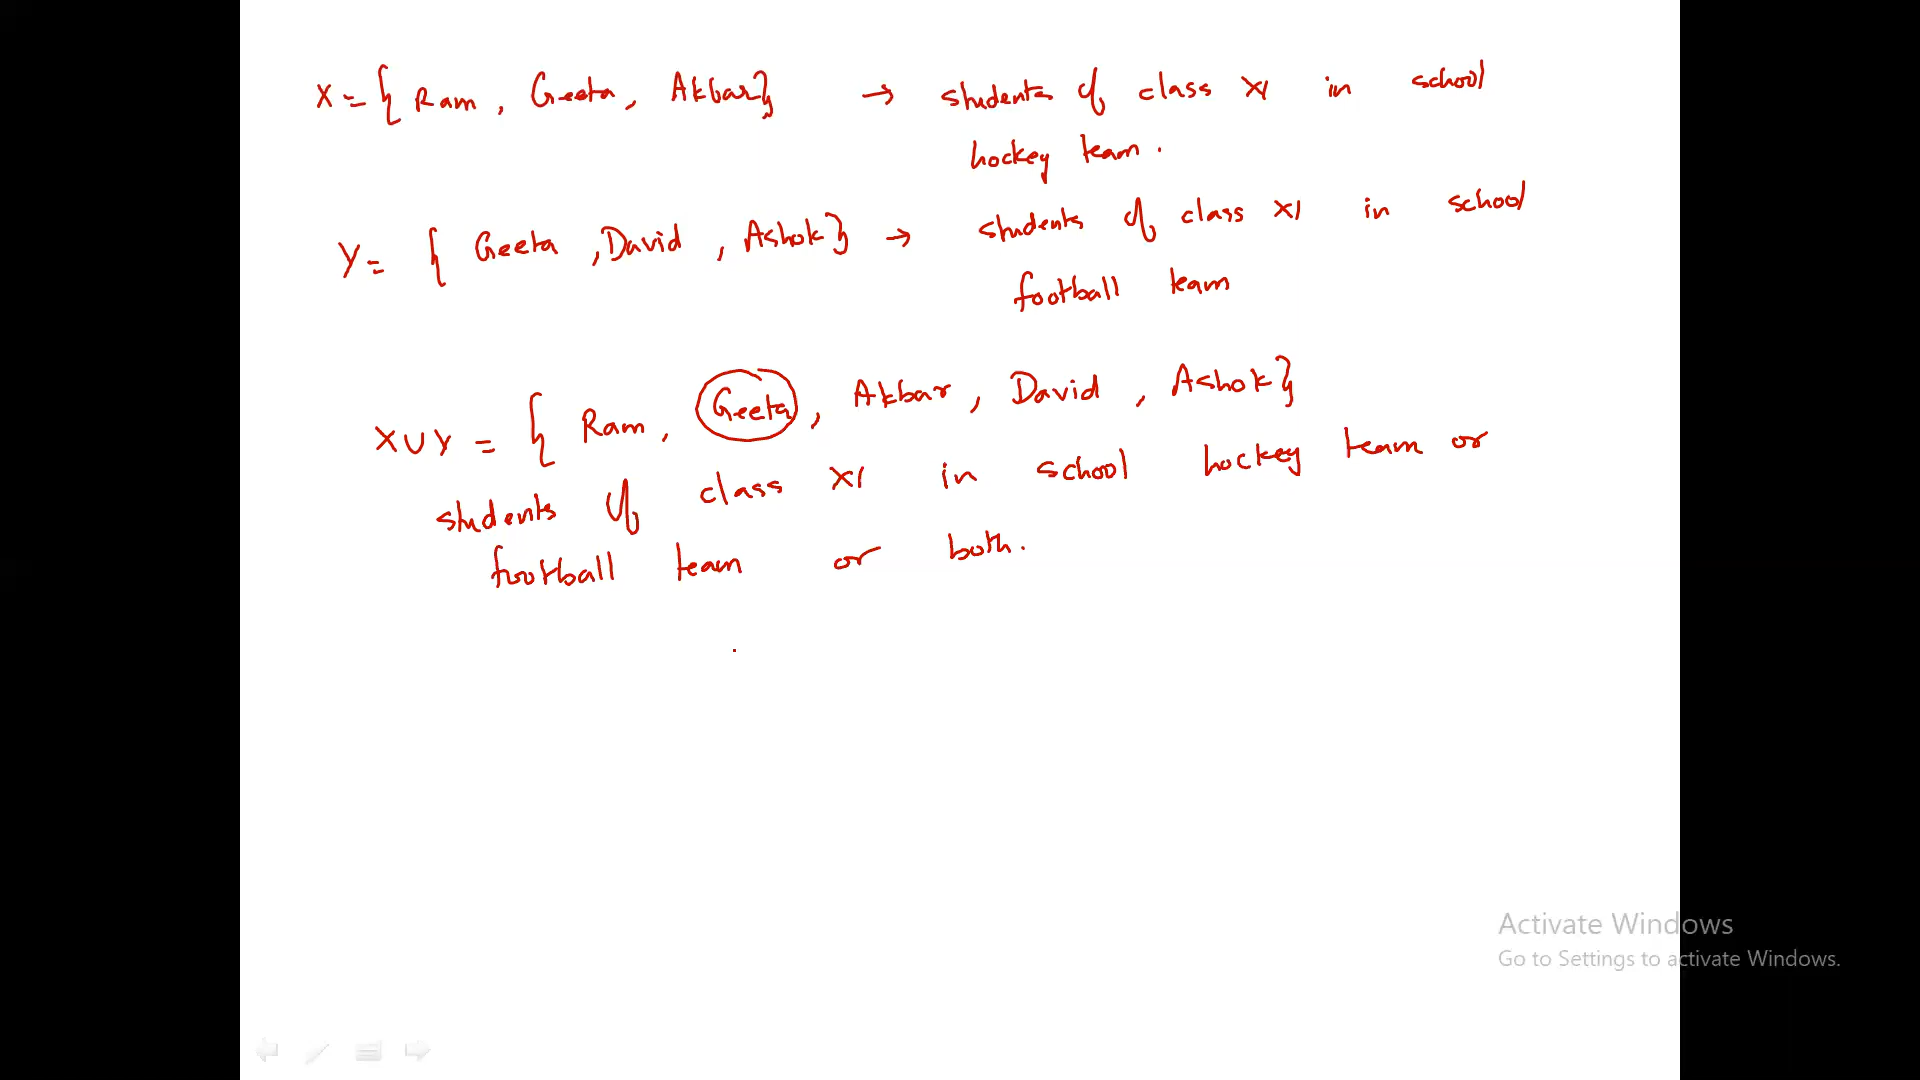 X = { Ram, Geeta, Akbar} → students of class XI in school
hockey team.
Y = { Geeta, David, Ashok} → students of class XI in school
football team
X ∪ Y = { Ram, Geeta, Akbar, David, Ashok}
students of class XI in school hockey team or
football team or both.
Activate Windows
Go to Settings to activate Windows.